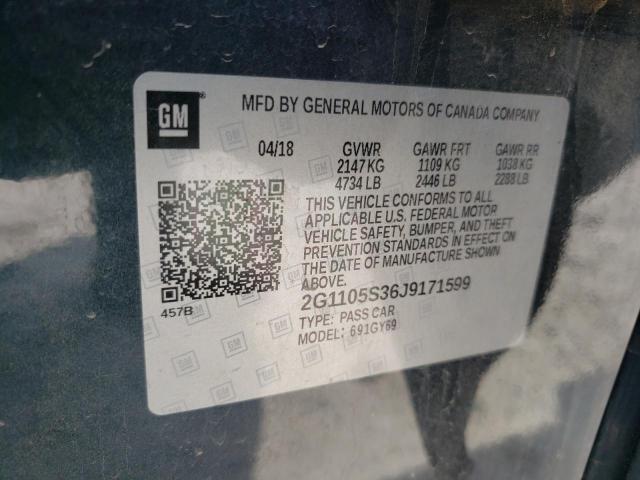 GM ®
MFD BY GENERAL MOTORS OF CANADA COMPANY
04/18 GVWR GAWR FRT GAWR RR
2147 KG 1109 KG 1038 KG
4734 LB 2446 LB 2288 LB
THIS VEHICLE CONFORMS TO ALL
APPLICABLE U.S. FEDERAL MOTOR
VEHICLE SAFETY, BUMPER, AND THEFT
PREVENTION STANDARDS IN EFFECT ON
THE DATE OF MANUFACTURE SHOWN
ABOVE.
2G1105S36J9171599
457B
TYPE: PASS CAR
MODEL: 691GY69